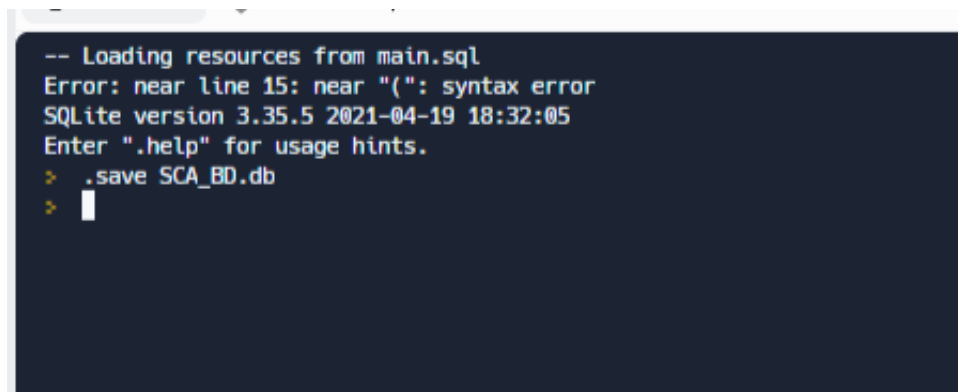 -- Loading resources from main.sql
Error: near line 15: near "(": syntax error
SQLite version 3.35.5 2021-04-19 18:32:05
Enter ".help" for usage hints.
> .save SCA_BD.db
>